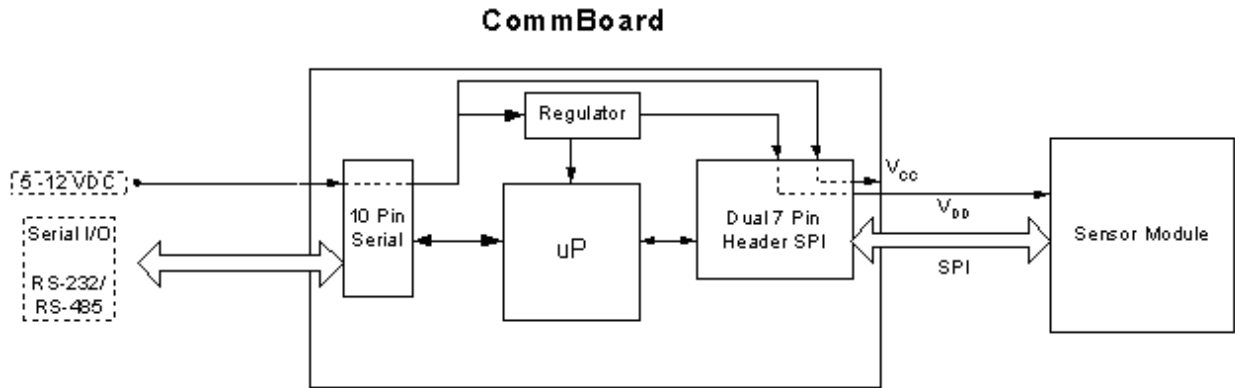 CommBoard
Regulator
5 -12 VDC
10 Pin
Serial
uP
Dual 7 Pin
Header SPI
VCC
VDD
SPI
Sensor Module
Serial I/O
RS-232/
RS-485